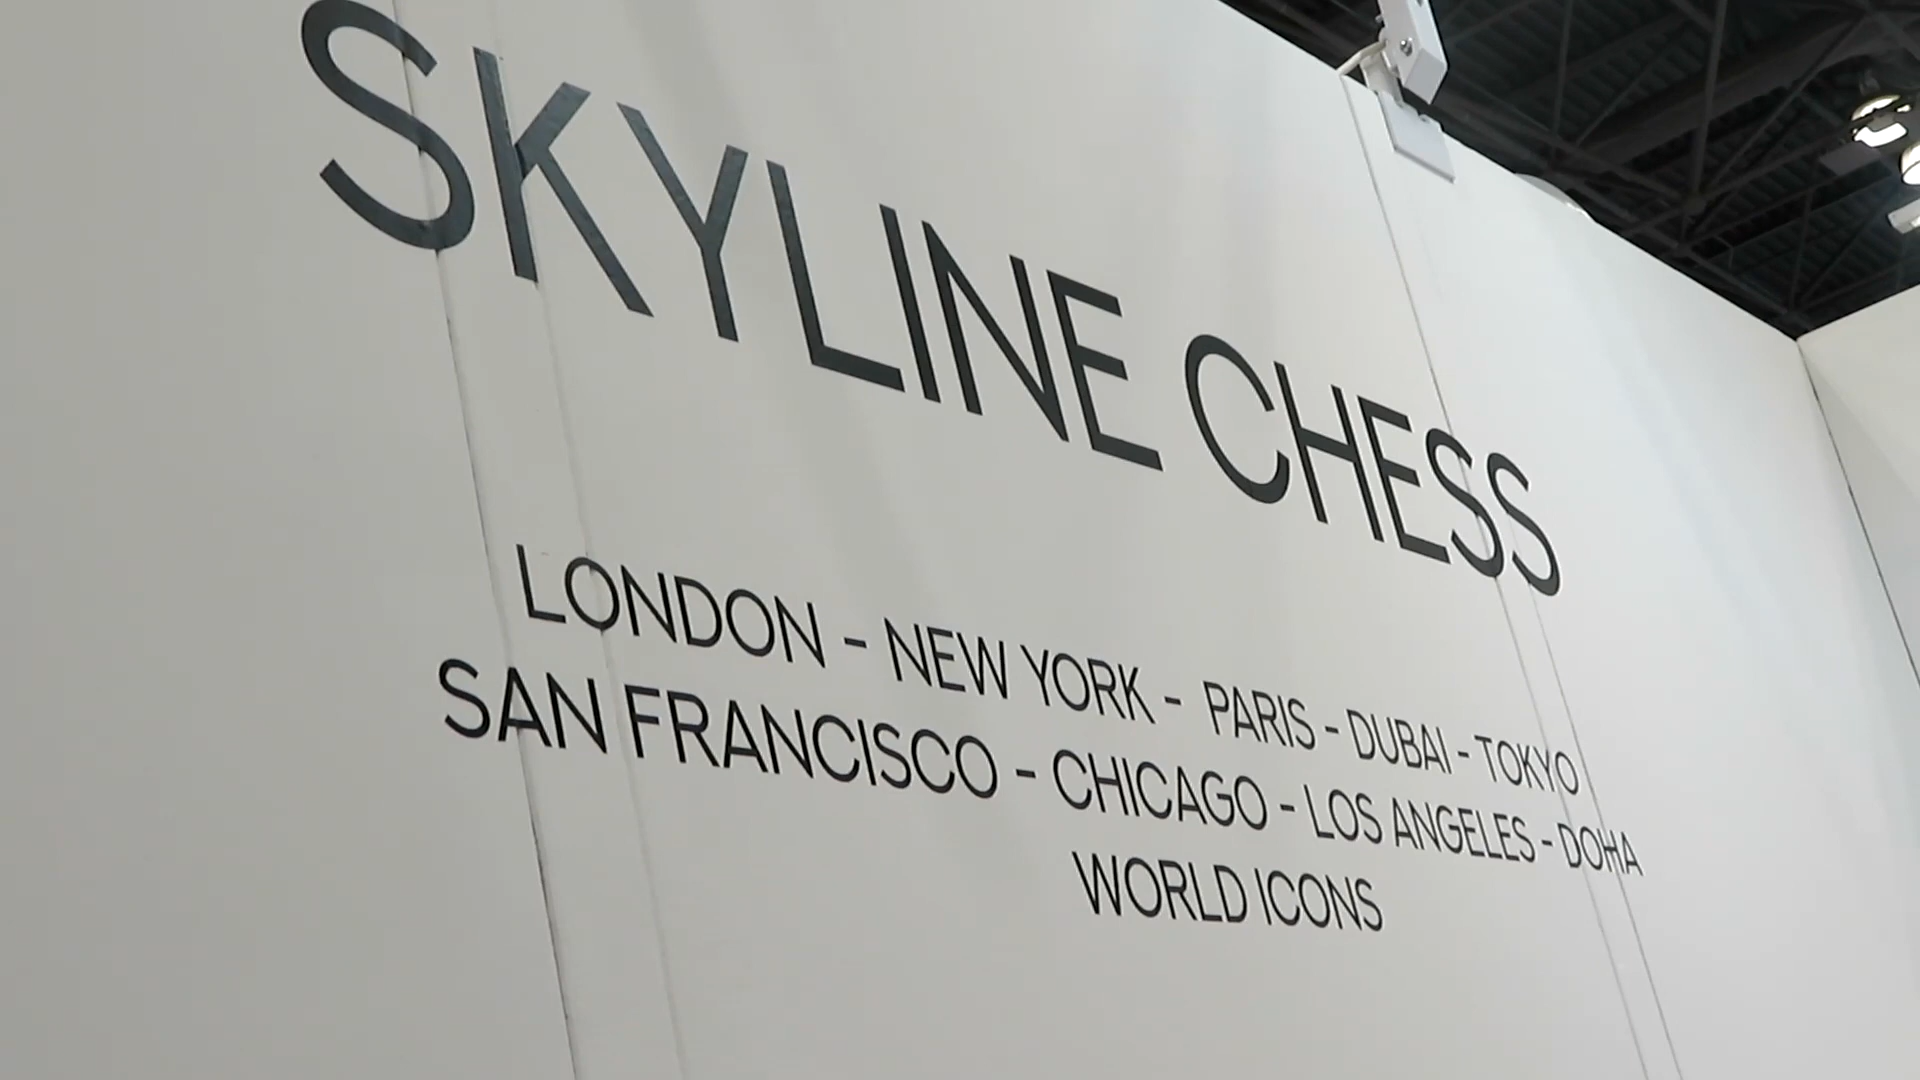 SKYLINE CHESS
LONDON - NEW YORK - PARIS - DUBAI - TOKYO
SAN FRANCISCO - CHICAGO - LOS ANGELES - DOHA
WORLD ICONS